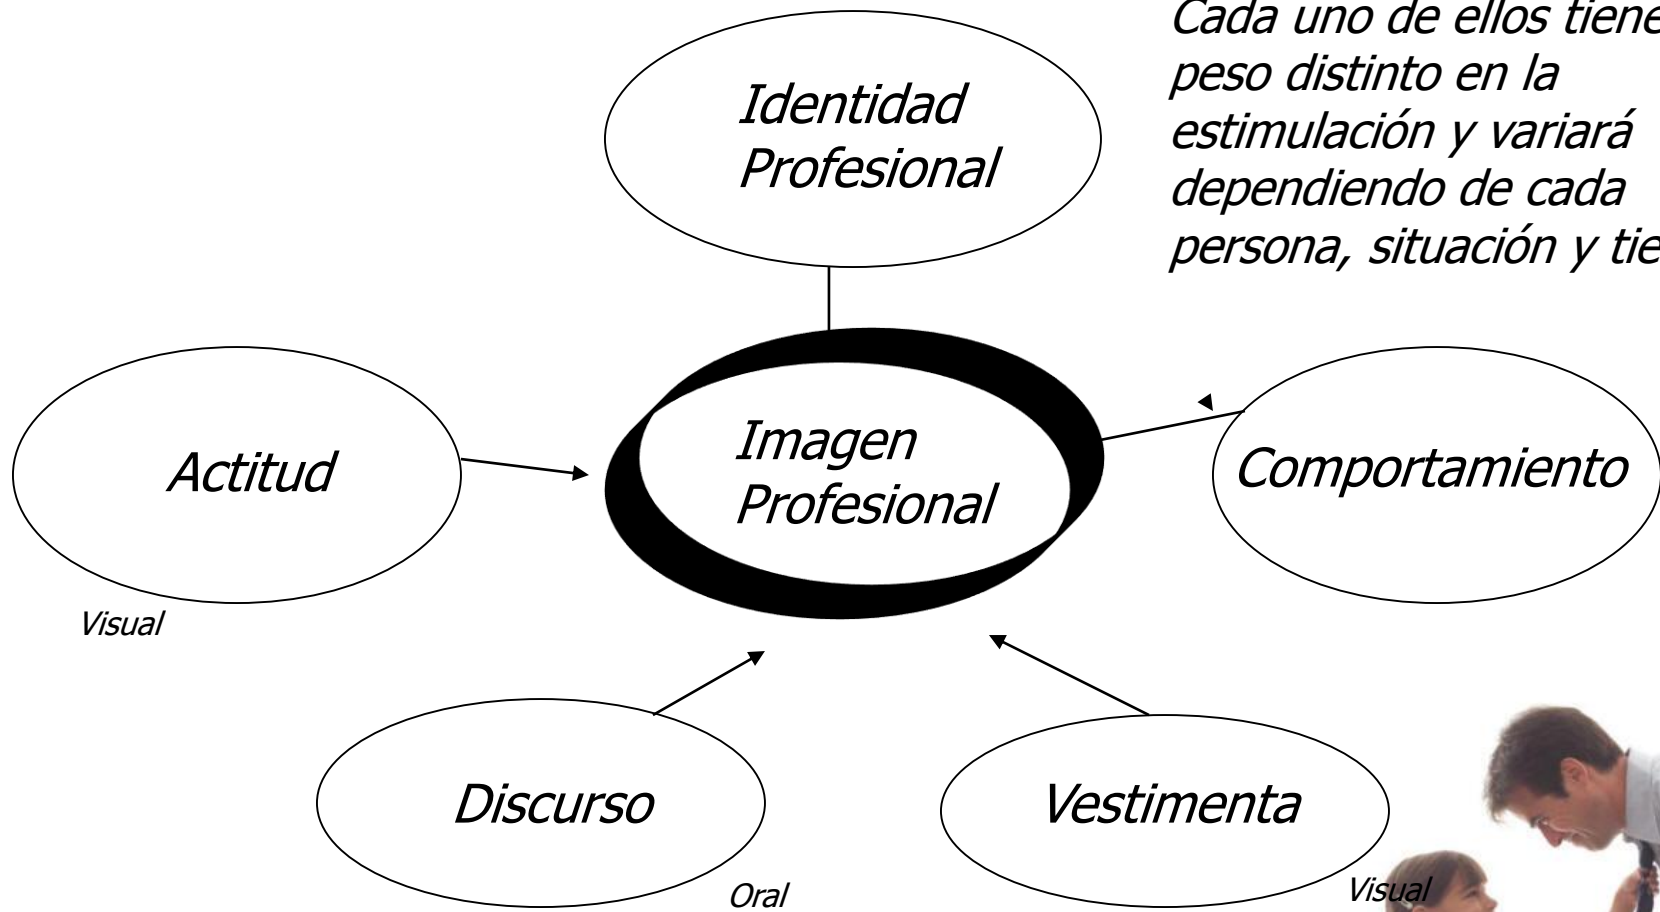 Cada uno de ellos tiene
peso distinto en la
estimulación y variará
dependiendo de cada
persona, situación y
Identidad
Profesional
Imagen
Profesional
Actitud
Comportamiento
Visual
Discurso
Vestimenta
Oral
Visual